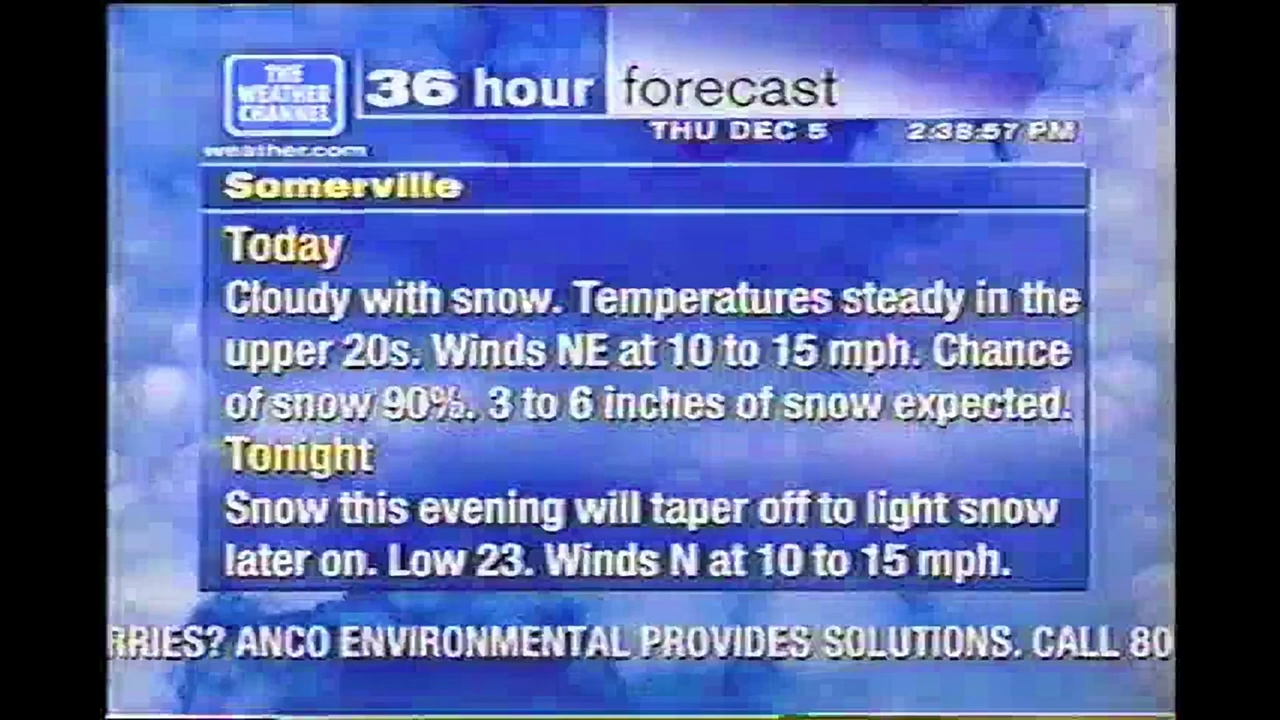 THE
WEATHER
CHANNEL
36 hour forecast
THU DEC 5 2:38:57 PM
weather.com
Somerville
Today
Cloudy with snow. Temperatures steady in the
upper 20s. Winds NE at 10 to 15 mph. Chance
of snow 90%. 3 to 6 inches of snow expected.
Tonight
Snow this evening will taper off to light snow
later on. Low 23. Winds N at 10 to 15 mph.
RRIES? ANCO ENVIRONMENTAL PROVIDES SOLUTIONS. CALL 80